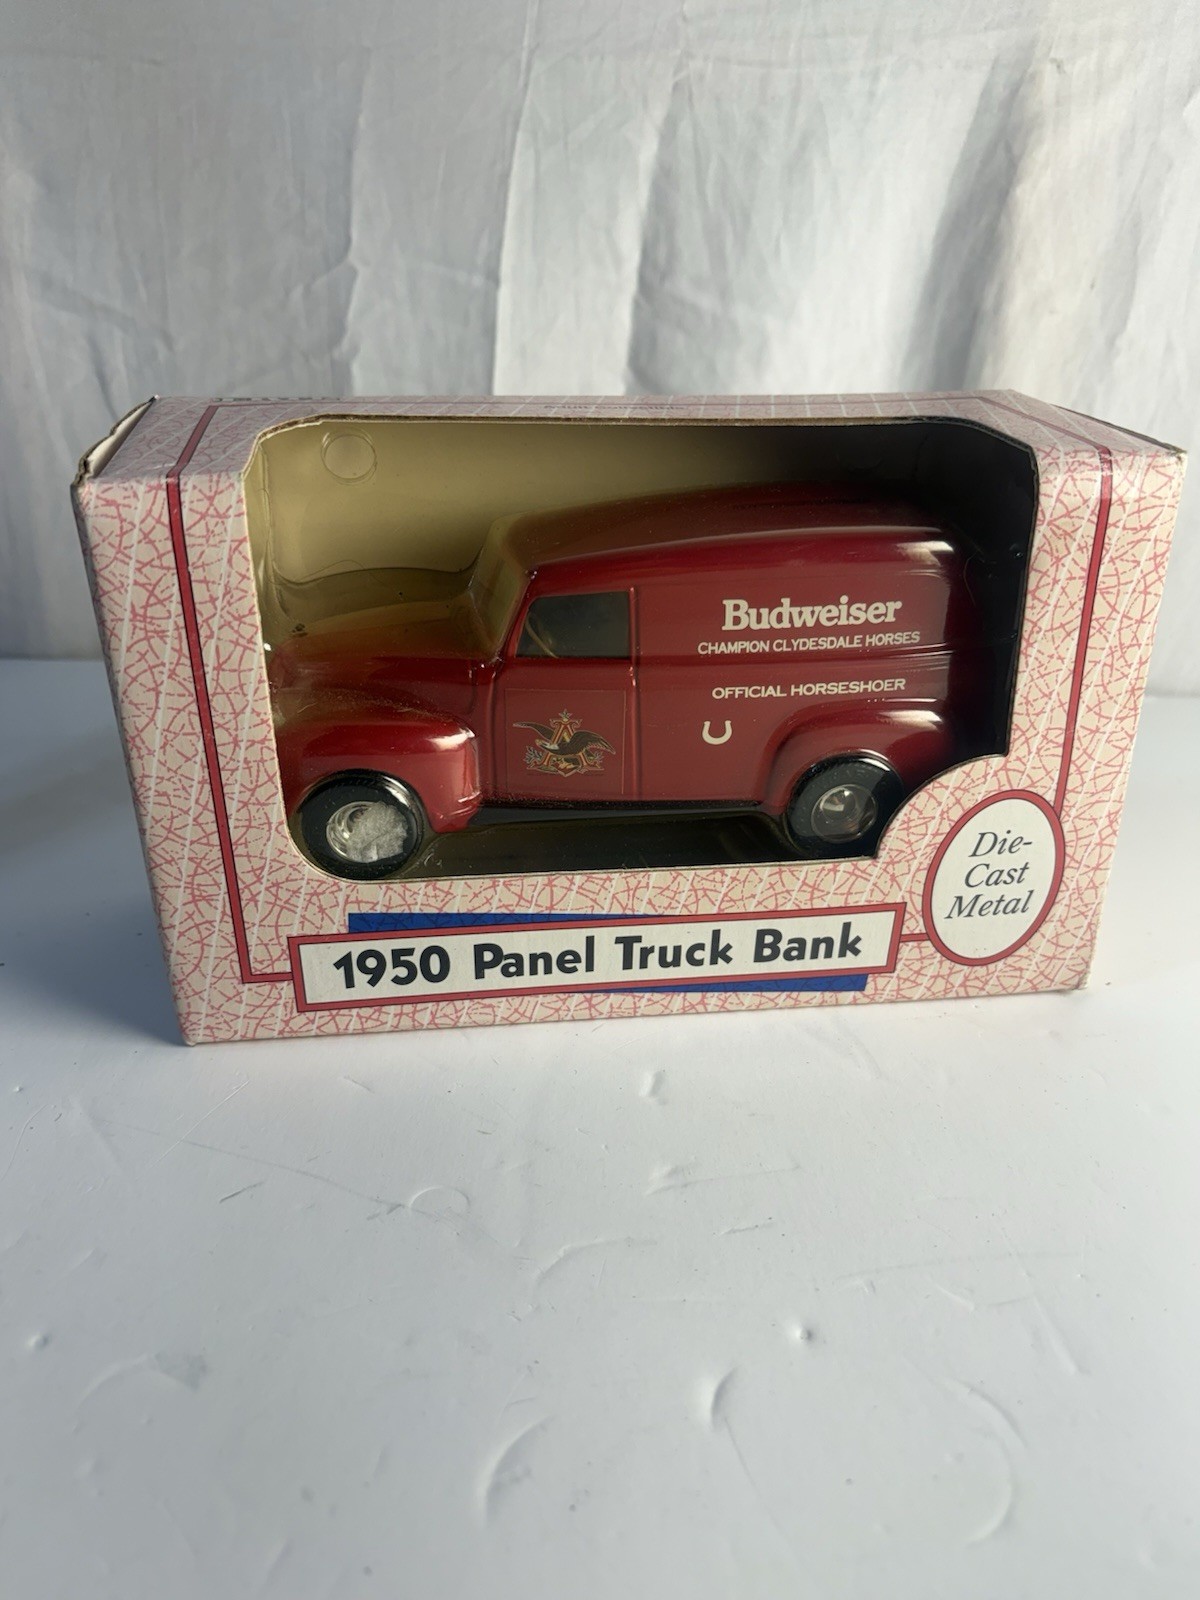 Budweiser
CHAMPION CLYDESDALE HORSES
OFFICIAL HORSESHOER
Die-
Cast
Metal
1950 Panel Truck Bank